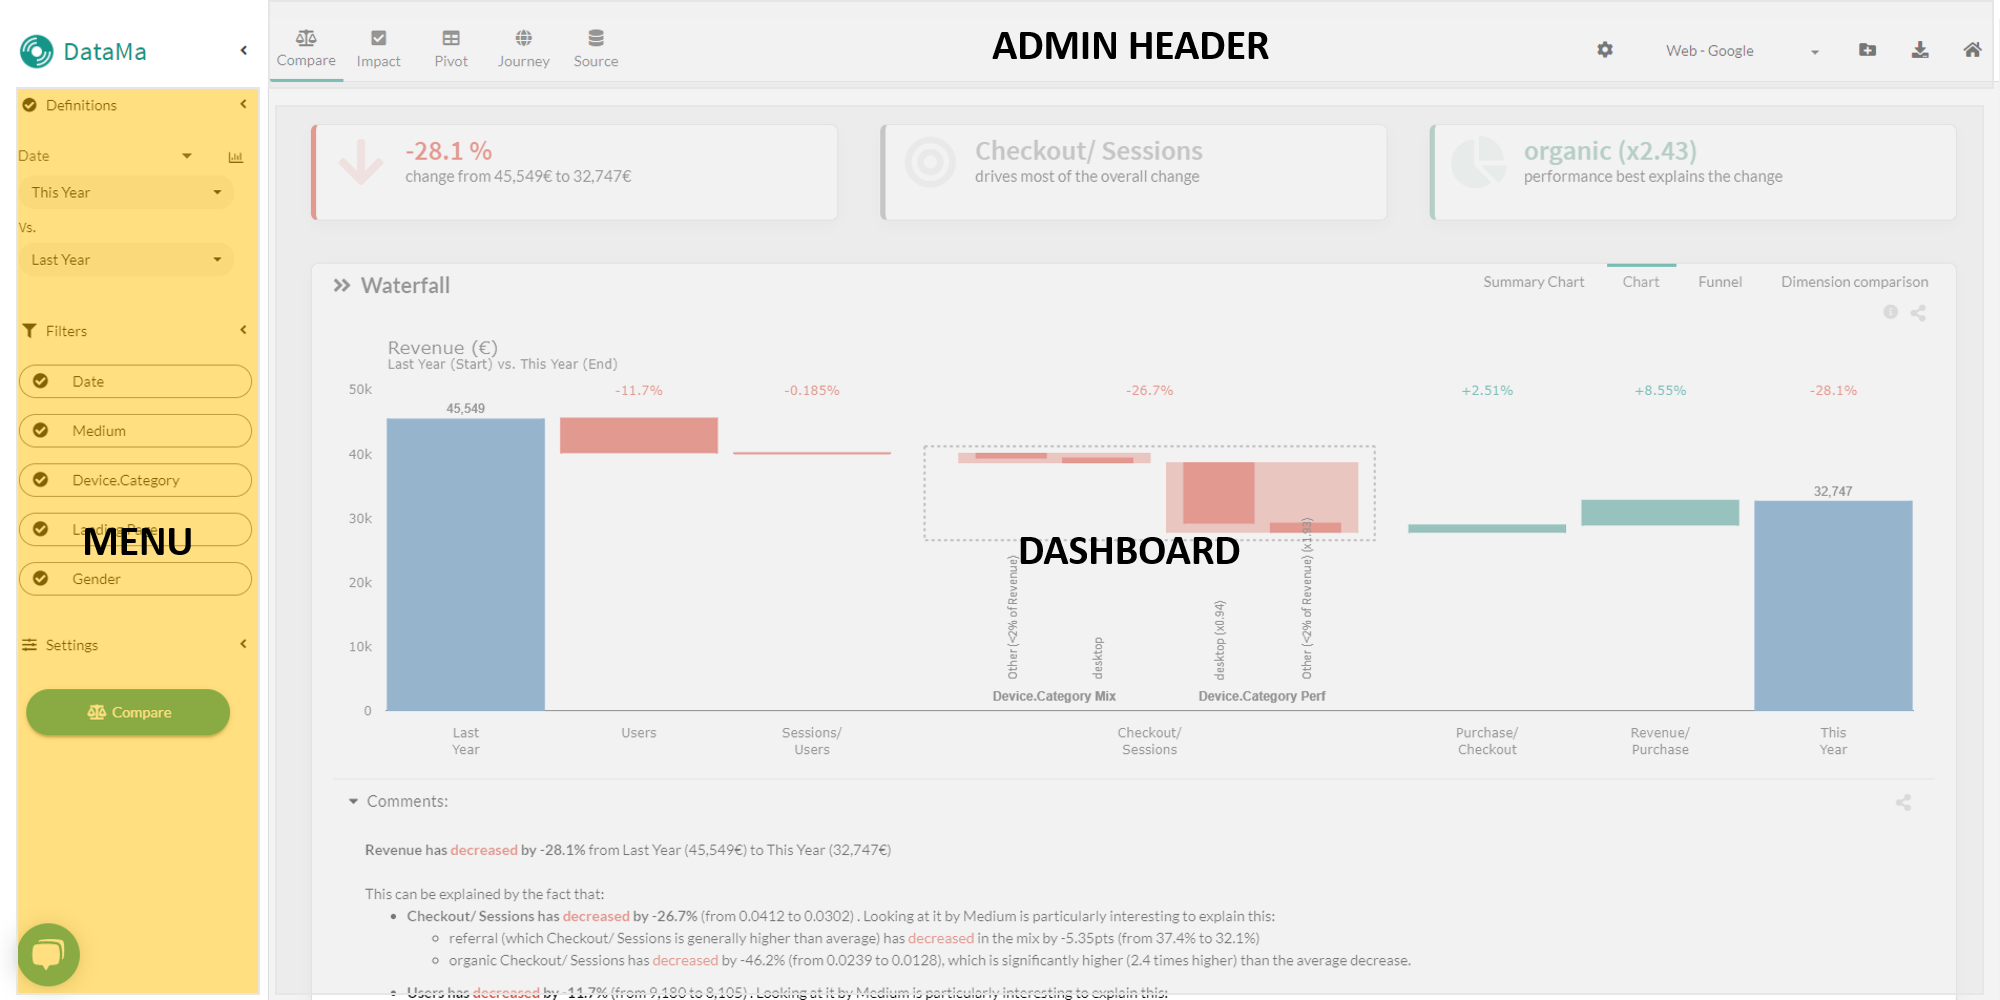 DataMa
Compare
Impact
Pivot
Journey
Source
ADMIN HEADER
Web - Google
Definitions
Date
This Year
Vs.
Last Year
Filters
Date
Medium
Device.Category
Landing Page
MENU
Gender
Settings
Compare
-28.1 %
change from 45,549€ to 32,747€
Checkout/ Sessions
drives most of the overall change
organic (x2.43)
performance best explains the change
Waterfall
Summary Chart
Chart
Funnel
Dimension comparison
Revenue (€)
Last Year (Start) vs. This Year (End)
50k
40k
30k
20k
10k
0
-11.7%
-0.185%
-26.7%
+2.51%
+8.55%
-28.1%
45,549
32,747
DASHBOARD
Other (<2% of Revenue)
desktop
desktop (x0.94)
Other (<2% of Revenue) (x1.93)
Device.Category Mix
Device.Category Perf
Last
Year
Users
Sessions/
Users
Checkout/
Sessions
Purchase/
Checkout
Revenue/
Purchase
This
Year
Comments:
Revenue has decreased by -28.1% from Last Year (45,549€) to This Year (32,747€)
This can be explained by the fact that:
Checkout/ Sessions has decreased by -26.7% (from 0.0412 to 0.0302) . Looking at it by Medium is particularly interesting to explain this:
referral (which Checkout/ Sessions is generally higher than average) has decreased in the mix by -5.35pts (from 37.4% to 32.1%)
organic Checkout/ Sessions has decreased by -46.2% (from 0.0239 to 0.0128), which is significantly higher (2.4 times higher) than the average decrease.
Users has decreased by -11.7% (from 9,180 to 8,105) . Looking at it by Medium is particularly interesting to explain this: